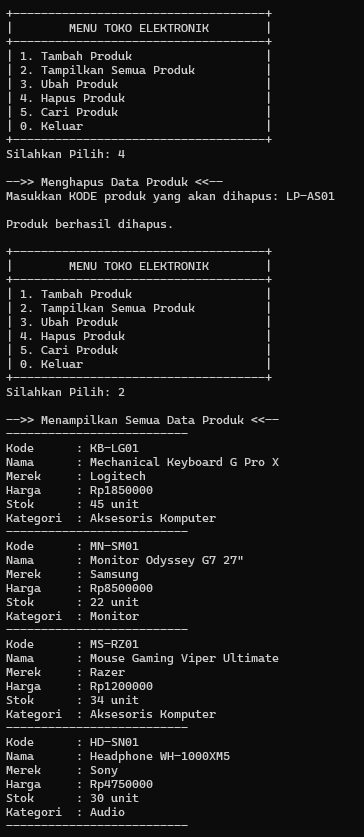 +------------------------------------+
|        MENU TOKO ELEKTRONIK        |
+------------------------------------+
| 1. Tambah Produk                   |
| 2. Tampilkan Semua Produk          |
| 3. Ubah Produk                     |
| 4. Hapus Produk                    |
| 5. Cari Produk                     |
| 0. Keluar                          |
+------------------------------------+
Silahkan Pilih: 4

-->> Menghapus Data Produk <<--
Masukkan KODE produk yang akan dihapus: LP-AS01

Produk berhasil dihapus.

+------------------------------------+
|        MENU TOKO ELEKTRONIK        |
+------------------------------------+
| 1. Tambah Produk                   |
| 2. Tampilkan Semua Produk          |
| 3. Ubah Produk                     |
| 4. Hapus Produk                    |
| 5. Cari Produk                     |
| 0. Keluar                          |
+------------------------------------+
Silahkan Pilih: 2

-->> Menampilkan Semua Data Produk <<--
--------------------------
Kode      : KB-LG01
Nama      : Mechanical Keyboard G Pro X
Merek     : Logitech
Harga     : Rp1850000
Stok      : 45 unit
Kategori  : Aksesoris Komputer
--------------------------
Kode      : MN-SM01
Nama      : Monitor Odyssey G7 27"
Merek     : Samsung
Harga     : Rp8500000
Stok      : 22 unit
Kategori  : Monitor
--------------------------
Kode      : MS-RZ01
Nama      : Mouse Gaming Viper Ultimate
Merek     : Razer
Harga     : Rp1200000
Stok      : 34 unit
Kategori  : Aksesoris Komputer
--------------------------
Kode      : HD-SN01
Nama      : Headphone WH-1000XM5
Merek     : Sony
Harga     : Rp4750000
Stok      : 30 unit
Kategori  : Audio
--------------------------